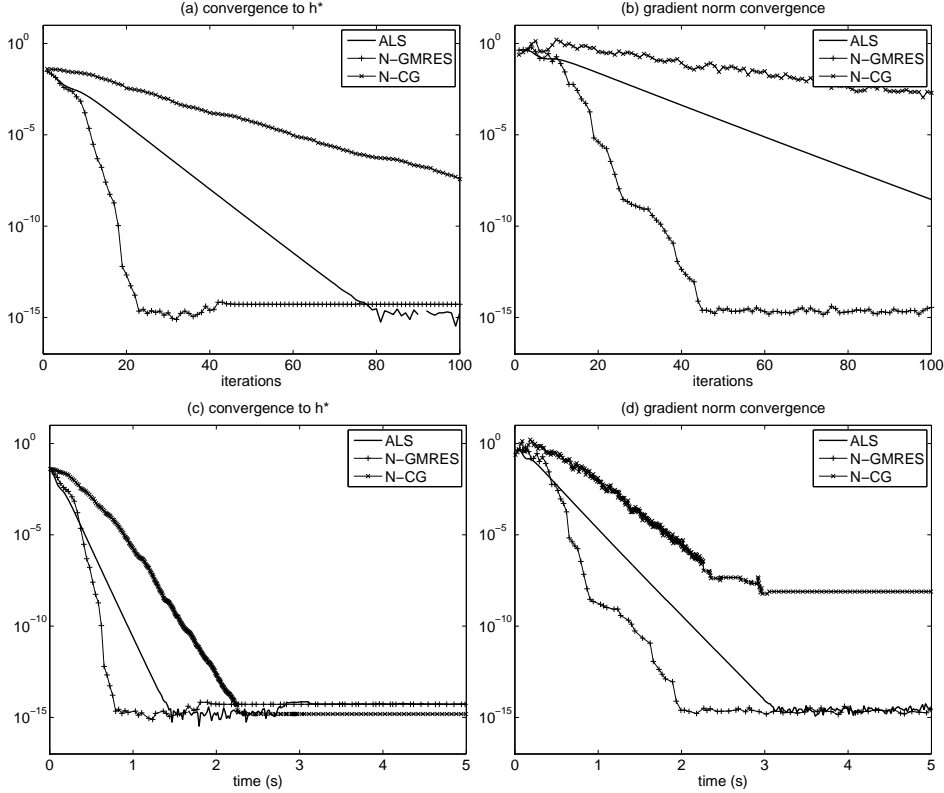 (a) convergence to h*
10^0
10^−5
10^−10
10^−15
ALS
N−GMRES
N−CG
0 20 40 60 80 100
iterations
(b) gradient norm convergence
10^0
10^−5
10^−10
10^−15
ALS
N−GMRES
N−CG
0 20 40 60 80 100
iterations
(c) convergence to h*
10^0
10^−5
10^−10
10^−15
ALS
N−GMRES
N−CG
0 1 2 3 4 5
time (s)
(d) gradient norm convergence
10^0
10^−5
10^−10
10^−15
ALS
N−GMRES
N−CG
0 1 2 3 4 5
time (s)